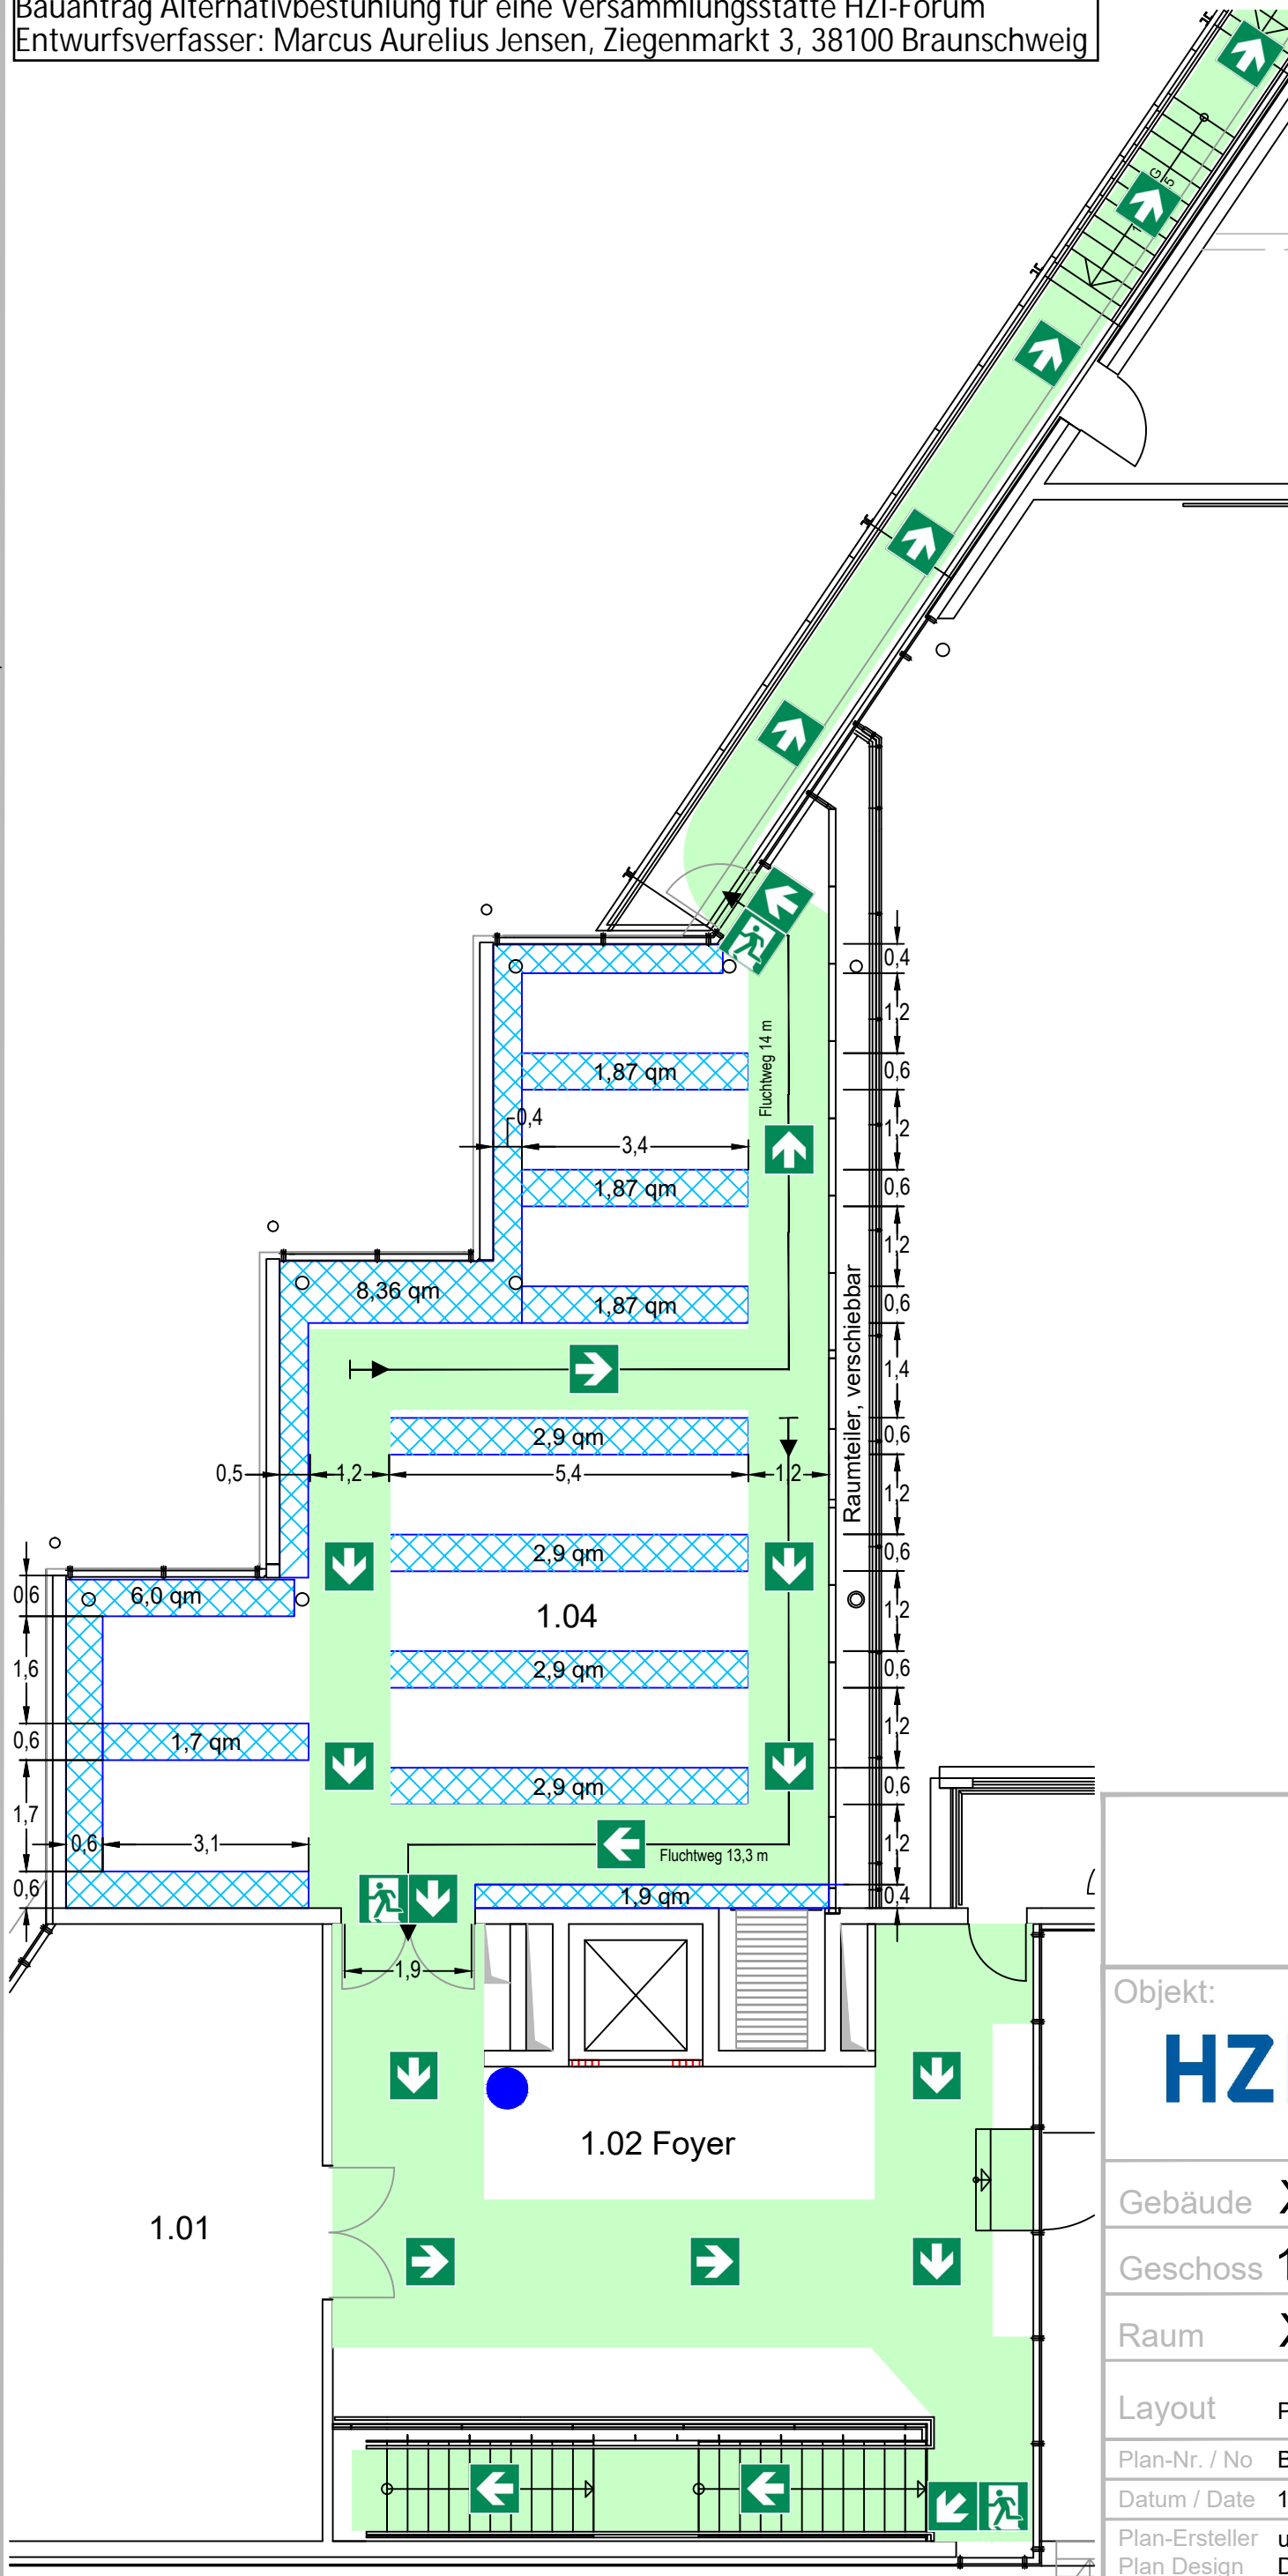 Bauantrag Alternativbestuhlung für eine Versammlungsstätte HZI-Forum
Entwurfsverfasser: Marcus Aurelius Jensen, Ziegenmarkt 3, 38100 Braunschweig
G
5
1
0,4
1,2
0,6
1,2
0,6
1,2
0,6
1,4
0,6
1,2
0,6
1,2
0,6
1,2
0,6
1,2
0,4
Fluchtweg 14 m
1,87 qm
0,4
3,4
1,87 qm
8,36 qm
1,87 qm
Raumteiler, verschiebbar
2,9 qm
0,5
1,2
5,4
1,2
2,9 qm
0,6
6,0 qm
1.04
1,6
2,9 qm
0,6
1,7 qm
2,9 qm
1,7
0,6
3,1
Fluchtweg 13,3 m
0,6
1,9 qm
1,9
1.02 Foyer
1.01
Objekt:
HZ
Gebäude X
Geschoss 1
Raum X
Layout P
Plan-Nr. / No B
Datum / Date 1
Plan-Ersteller u
Plan Design D